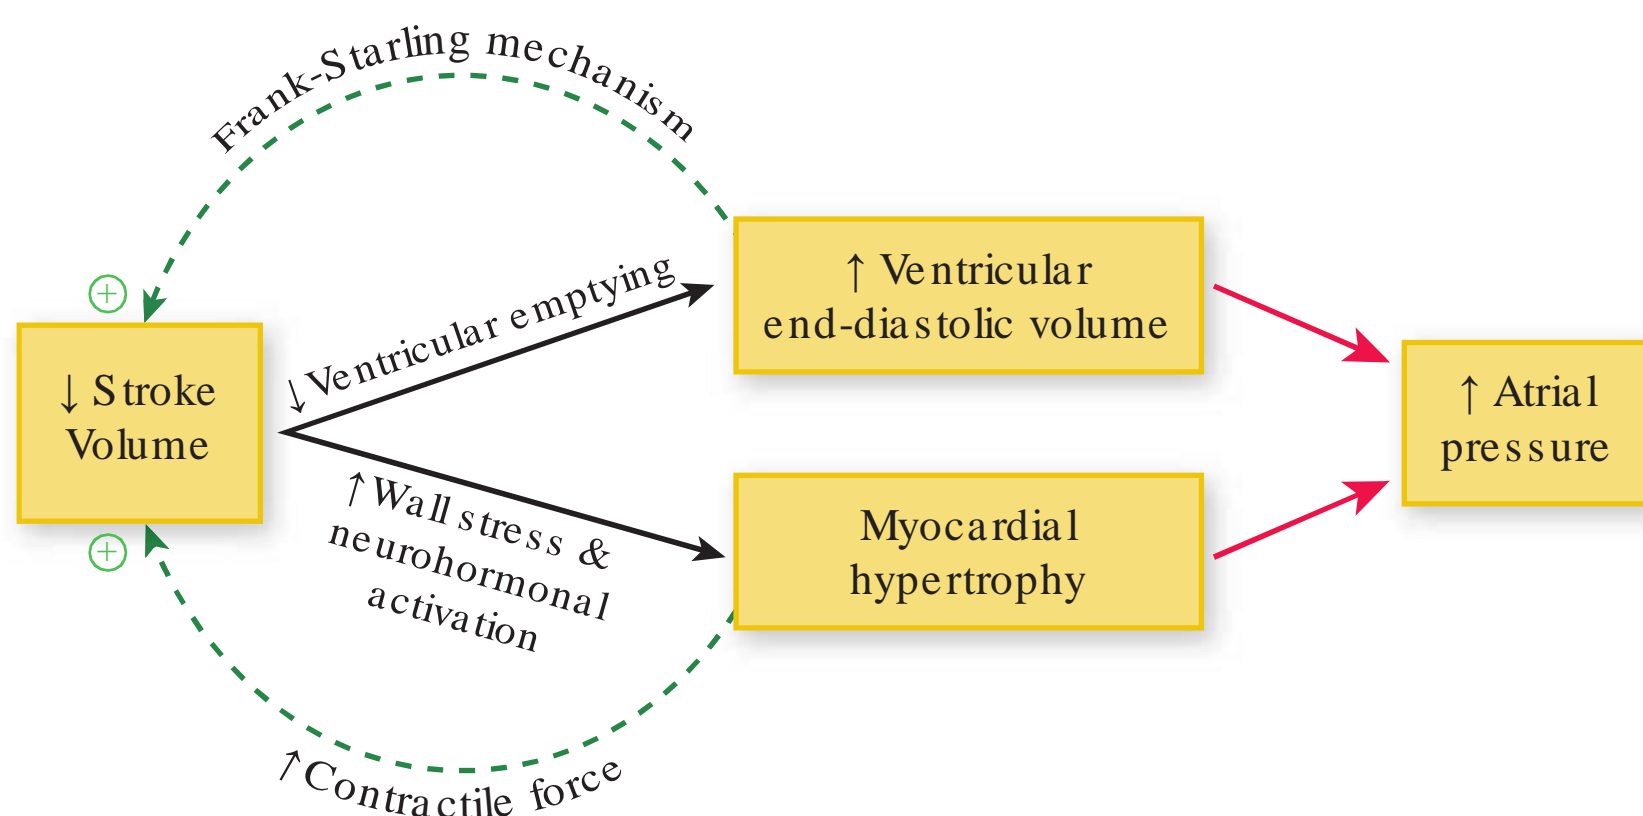 Frank-Starling mechanism
↓ Ventricular emptying
↑ Ventricular
end-diastolic volume
↓ Stroke
Volume
↑ Atrial
pressure
↑ Wall stress &
neurohormonal
activation
Myocardial
hypertrophy
↑ Contractile force